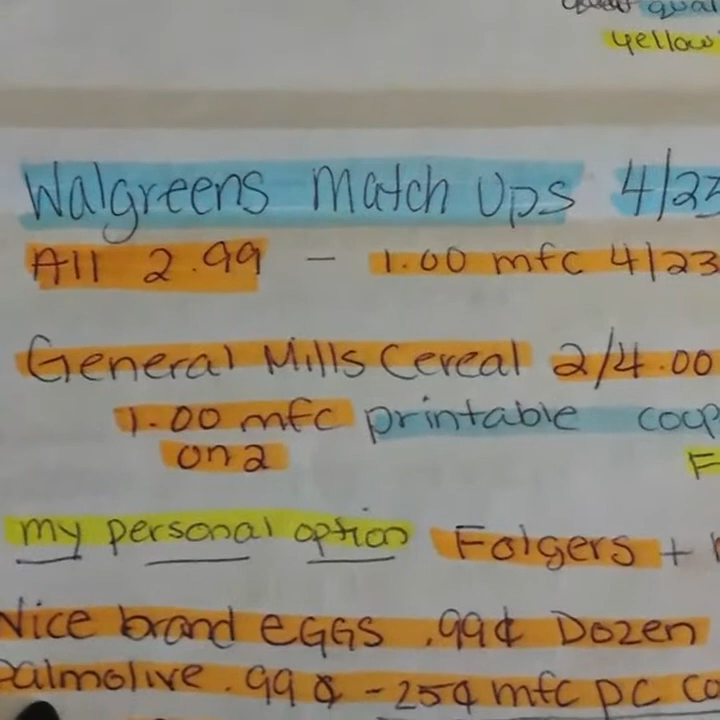 yellow
Walgreens Match Ups 4/23
All 2.99 - 1.00 mfc 4/23
General Mills Cereal 2/4.00
1.00 mfc printable coup
on 2
F
my personal option Folgers +
Nice brand EGGS .99¢ Dozen
Palmolive .99¢ - 25¢ mfc pc co